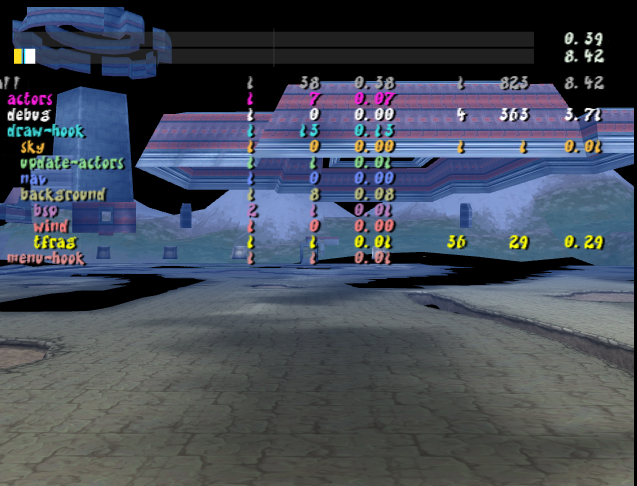 0.39
8.42
all 1 38 0.38 1 823 8.42
actors 1 7 0.07
debug 1 0 0.00 4 363 3.71
draw-hook 1 13 0.13
sky 1 0 0.00 1 1 0.01
update-actors 1 1 0.01
nav 1 0 0.00
background 1 8 0.08
bsp 2 1 0.01
wind 1 0 0.00
tfrag 1 1 0.01 36 29 0.29
menu-hook 1 1 0.01